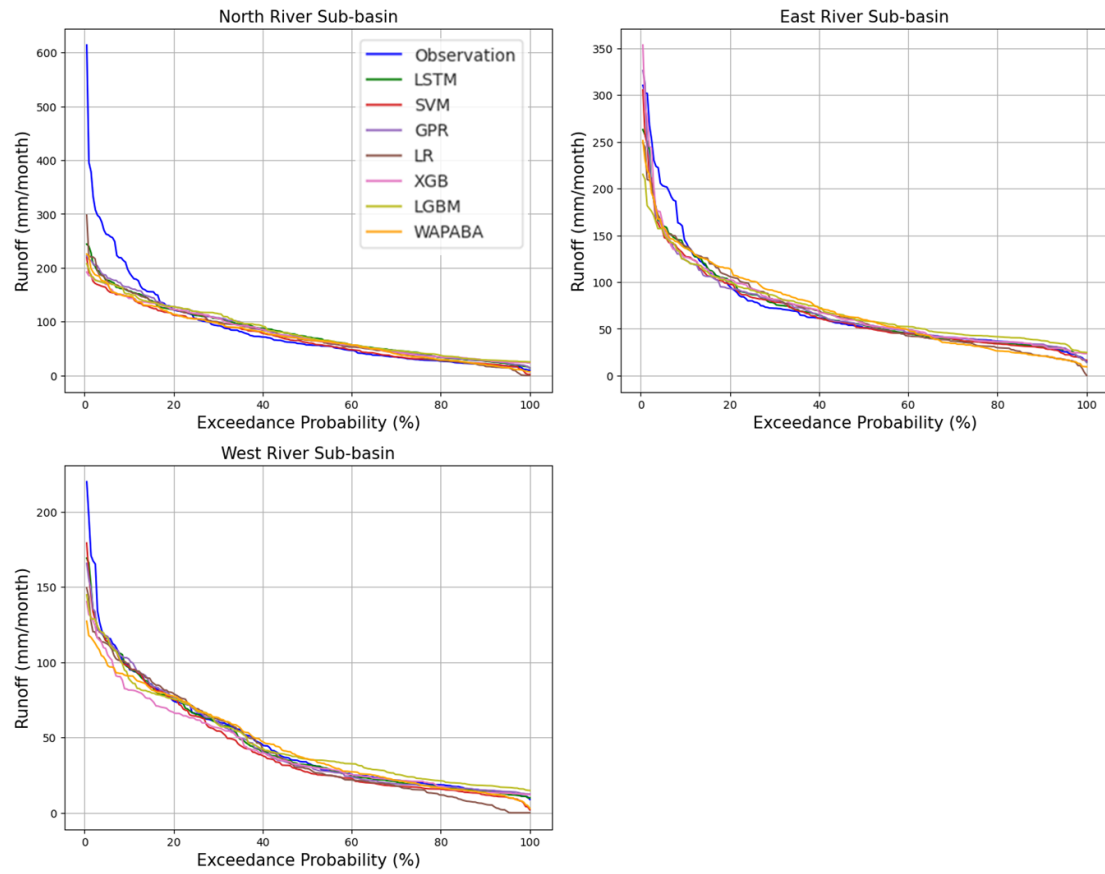 North River Sub-basin
Runoff (mm/month)
600
500
400
300
200
100
0
Observation
LSTM
SVM
GPR
LR
XGB
LGBM
WAPABA
0 20 40 60 80 100
Exceedance Probability (%)
East River Sub-basin
Runoff (mm/month)
350
300
250
200
150
100
50
0
0 20 40 60 80 100
Exceedance Probability (%)
West River Sub-basin
Runoff (mm/month)
200
150
100
50
0
0 20 40 60 80 100
Exceedance Probability (%)